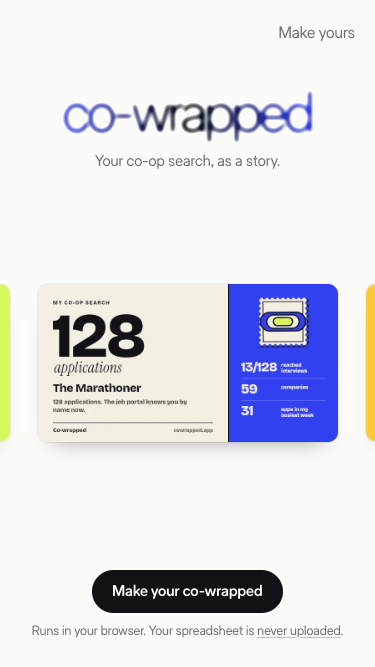 Make yours
co-wrapped
Your co-op search, as a story.
MY CO-OP SEARCH
128
applications
The Marathoner
128 applications. The job portal knows you by
name now.
Co-wrapped
cowrapped.app
13/128 reached
interviews
59 companies
31 apps in my
busiest week
Make your co-wrapped
Runs in your browser. Your spreadsheet is never uploaded.